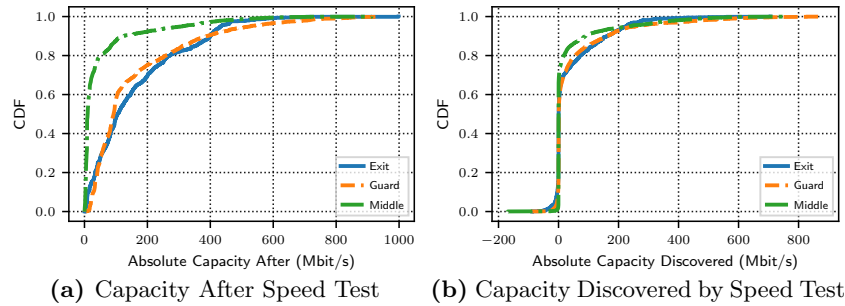 1.0
0.8
0.6
0.4
0.2
0.0
CDF
Exit
Guard
Middle
0 200 400 600 800 1000
Absolute Capacity After (Mbit/s)
(a) Capacity After Speed Test
1.0
0.8
0.6
0.4
0.2
0.0
CDF
Exit
Guard
Middle
−200 0 200 400 600 800
Absolute Capacity Discovered (Mbit/s)
(b) Capacity Discovered by Speed Test